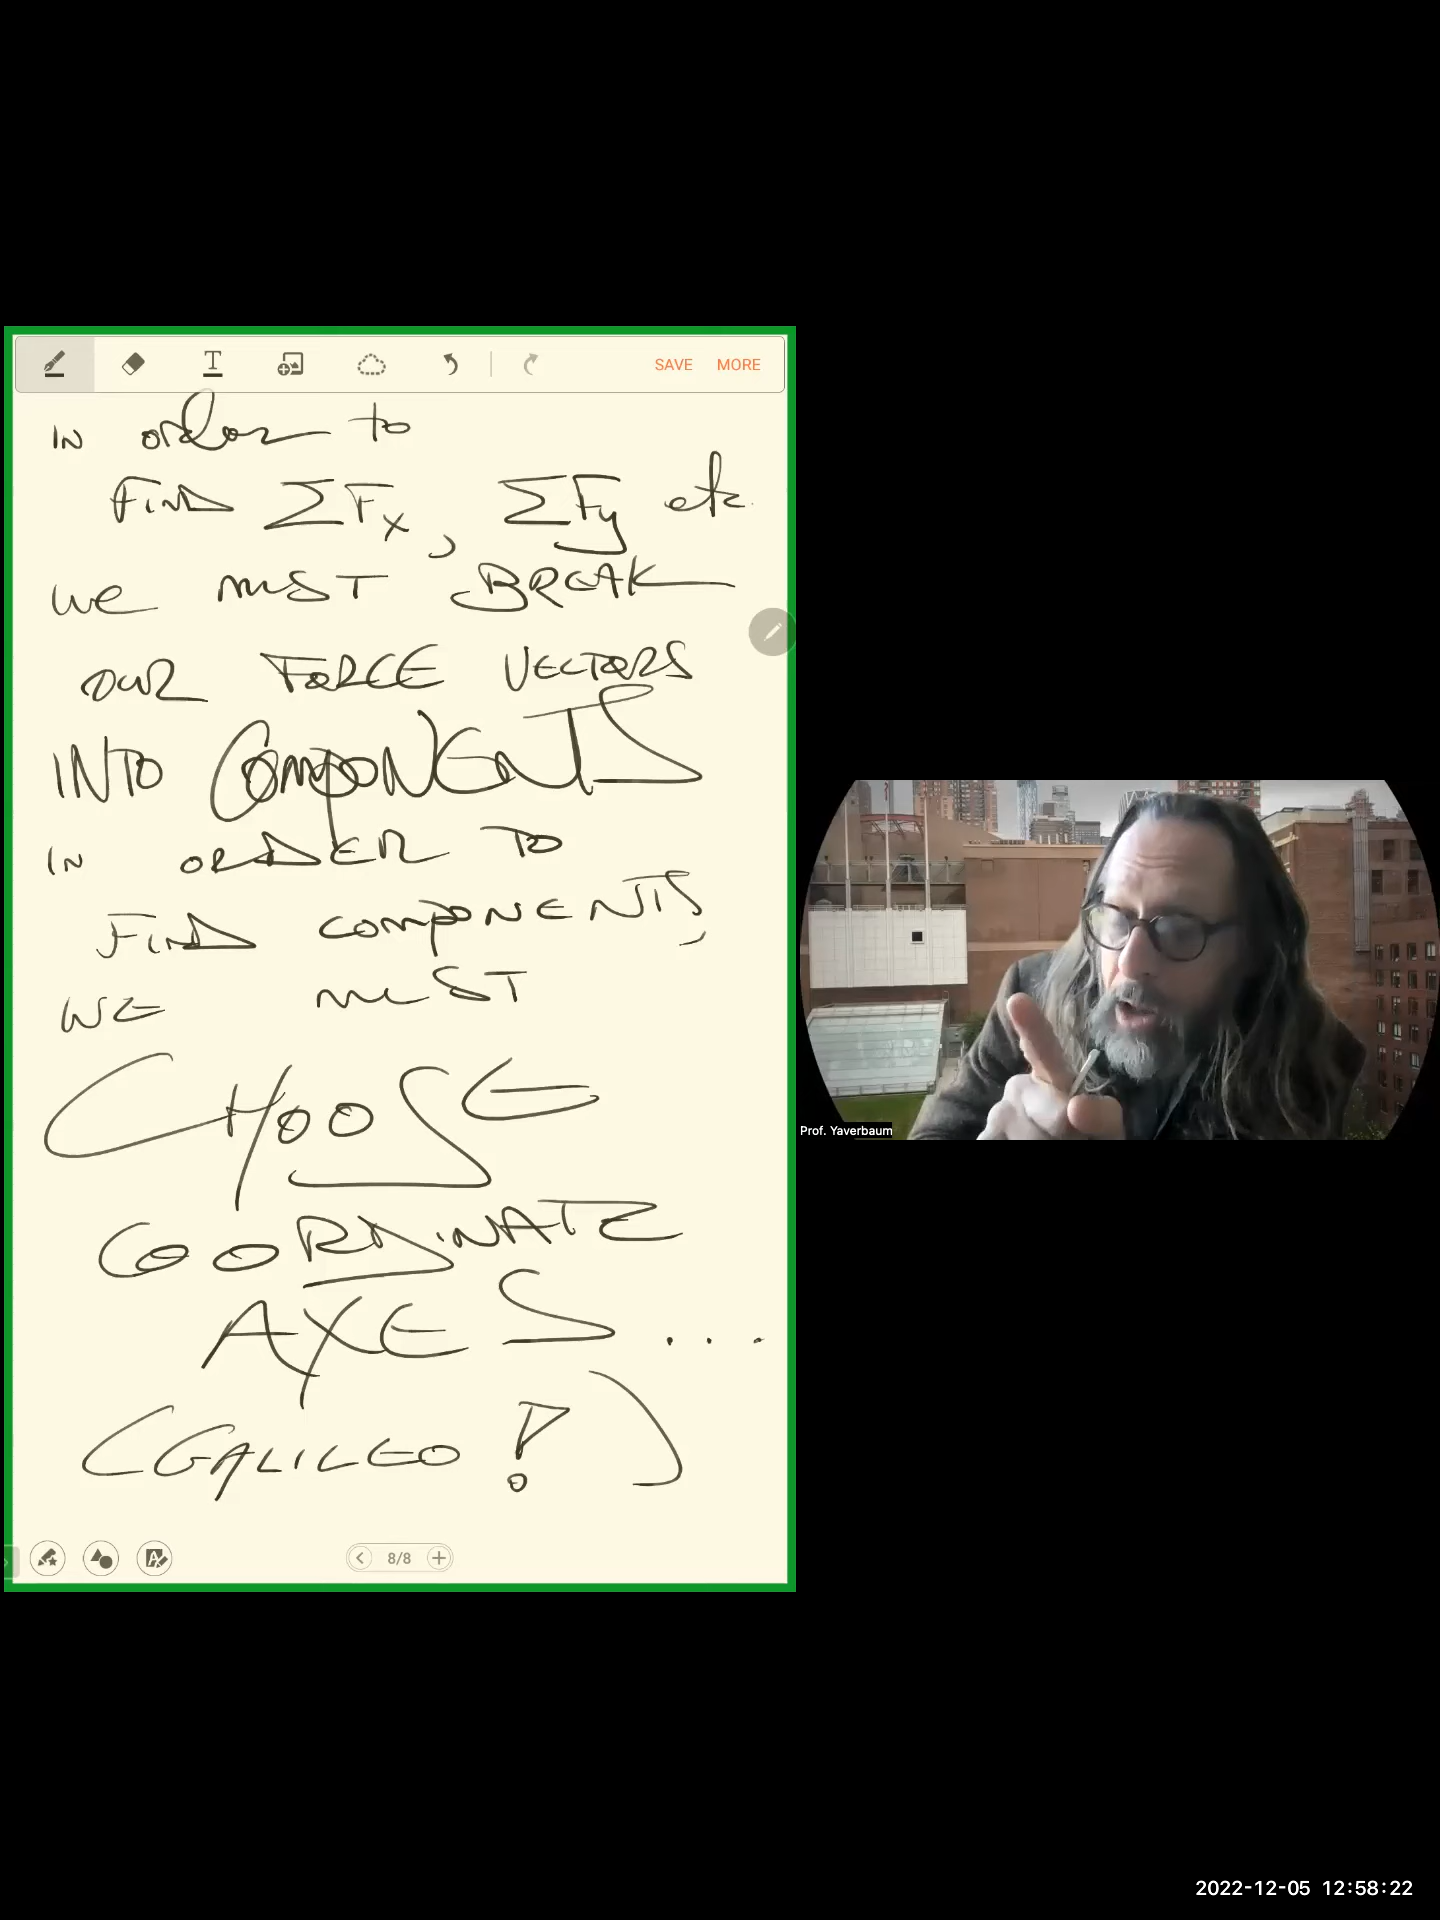 T
SAVE MORE
in order to
FIND ΣFx, ΣFy etc.
we must BREAK
our FORCE VECTORS
INTO COMPONENTS
IN ORDER TO
FIND COMPONENTS,
WE MUST
CHOOSE
COORDINATE
AXES...
(GALILEO!)
8/8
A
Prof. Yaverbaum
2022-12-05 12:58:22